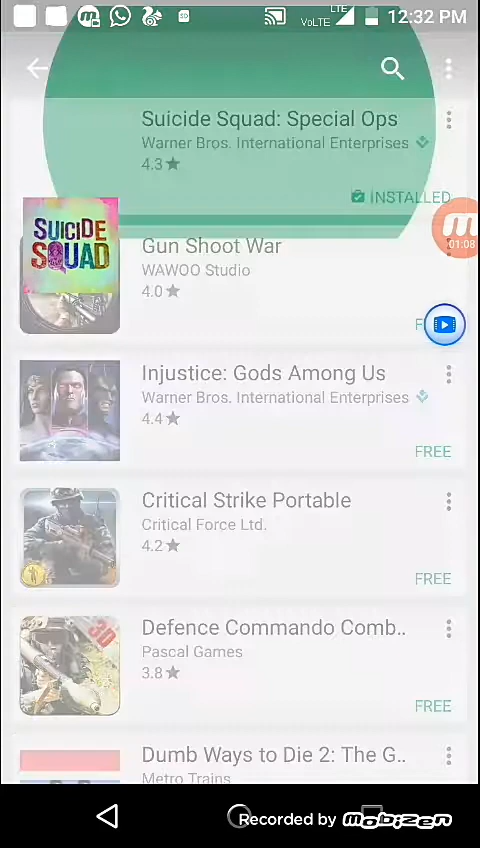 LTE
VoLTE
12:32 PM
Suicide Squad: Special Ops
Warner Bros. International Enterprises
4.3★
INSTALLED
SUICIDE
SQUAD
01:08
Gun Shoot War
WAWOO Studio
4.0★
Injustice: Gods Among Us
Warner Bros. International Enterprises
4.4★
FREE
Critical Strike Portable
Critical Force Ltd.
4.2★
FREE
3D
Defence Commando Comb..
Pascal Games
3.8★
FREE
Dumb Ways to Die 2: The G..
Metro Trains
Recorded by mobizen